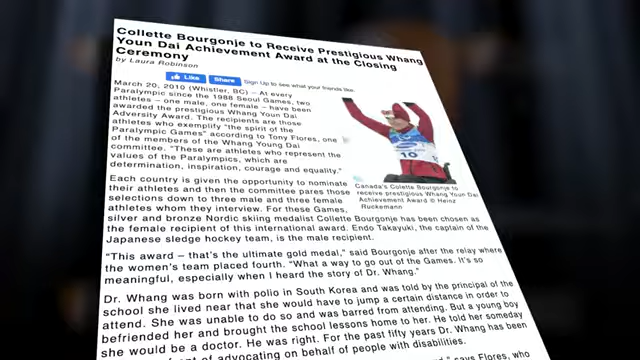 Collette Bourgonje to Receive Prestigious Whang
Youn Dai Achievement Award at the Closing
Ceremony
by Laura Robinson
Like Share Sign Up to see what your friends like.
March 20, 2010 (Whistler, BC) – At every
Paralympic since the 1988 Seoul Games, two
athletes – one male, one female – have been
awarded the prestigious Whang Youn Dai
Adversity Award. The recipients are those
athletes who exemplify "the spirit of the
Paralympic Games" according to Tony Flores, one
of the members of the Whang Young Dai
committee. "These are athletes who represent the
values of the Paralympics, which are
determination, inspiration, courage and equality."
10
Canada's Collette Bourgonje to
receive prestigious Whang Youn Dai
Achievement Award © Heinz
Ruckemann
Each country is given the opportunity to nominate
their athletes and then the committee pares those
selections down to three male and three female
athletes whom they interview. For these Games,
silver and bronze Nordic skiing medalist Collette Bourgonje has been chosen as
the female recipient of this international award. Endo Takayuki, the captain of the
Japanese sledge hockey team, is the male recipient.
"This award – that's the ultimate gold medal," said Bourgonje after the relay where
the women's team placed fourth. "What a way to go out of the Games. It's so
meaningful, especially when I heard the story of Dr. Whang."
Dr. Whang was born with polio in South Korea and was told by the principal of the
school she lived near that she would have to jump a certain distance in order to
attend. She was unable to do so and was barred from attending. But a young boy
befriended her and brought the school lessons home to her. He told her someday
she would be a doctor. He was right. For the past fifty years Dr. Whang has been
of advocating on behalf of people with disabilities.
says Flores, who